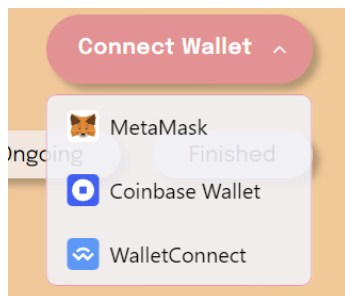 Connect Wallet
MetaMask
Ongoing
Finished
Coinbase Wallet
WalletConnect